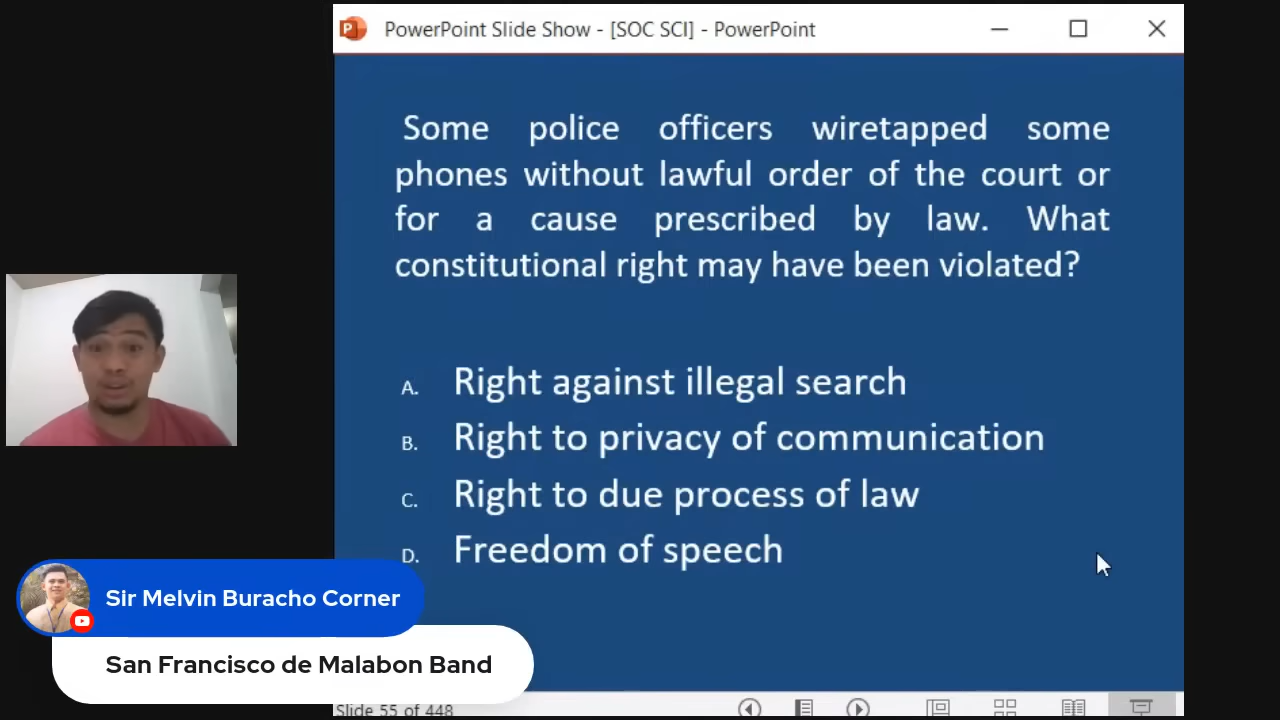 PowerPoint Slide Show - [SOC SCI] - PowerPoint
Some police officers wiretapped some
phones without lawful order of the court or
for a cause prescribed by law. What
constitutional right may have been violated?
A. Right against illegal search
B. Right to privacy of communication
C. Right to due process of law
D. Freedom of speech
Sir Melvin Buracho Corner
San Francisco de Malabon Band
Slide 55 of 448